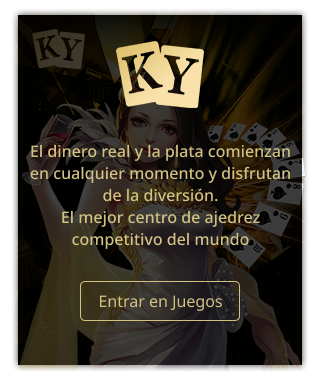 KY
KY
El dinero real y la plata comienzan
en cualquier momento y disfrutan
de la diversión.
El mejor centro de ajedrez
competitivo del mundo
Entrar en Juegos